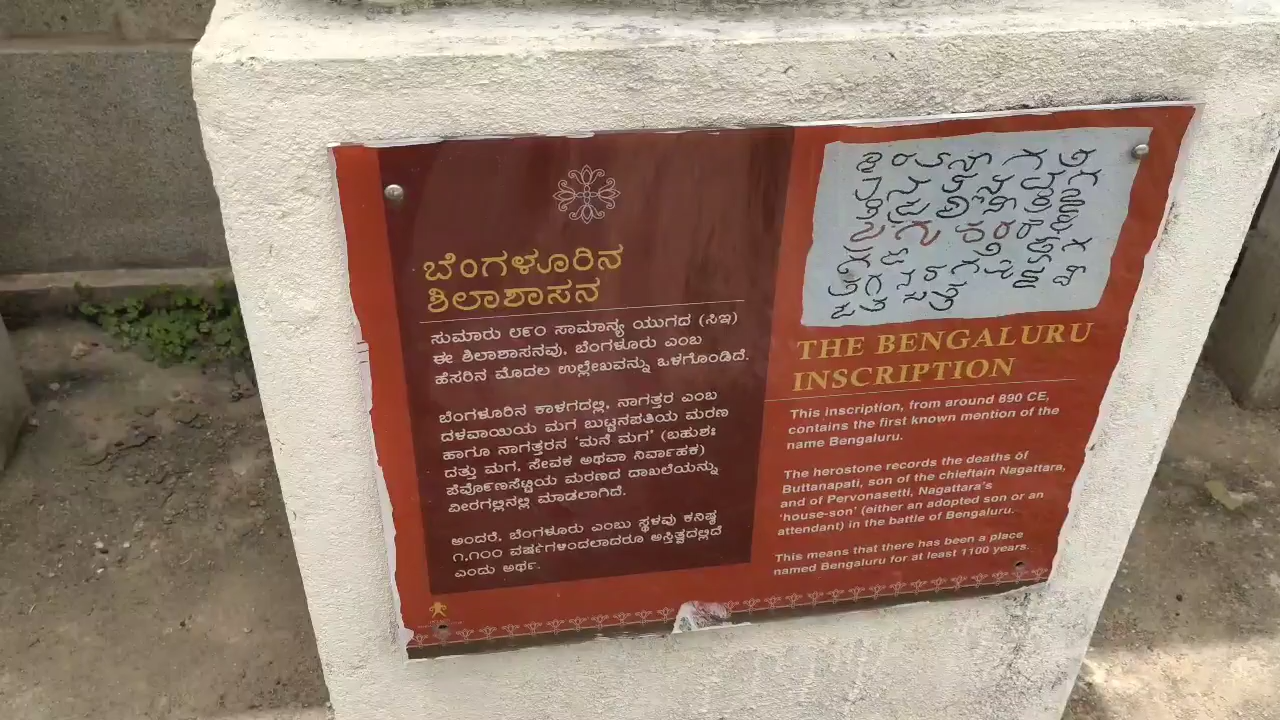 ಬೆಂಗಳೂರಿನ
ಶಿಲಾಶಾಸನ
ಸುಮಾರು ೮೯೦ ಸಾಮಾನ್ಯ ಯುಗದ (ಸಿಇ)
ಈ ಶಿಲಾಶಾಸನವು, ಬೆಂಗಳೂರು ಎಂಬ
ಹೆಸರಿನ ಮೊದಲ ಉಲ್ಲೇಖವನ್ನು ಒಳಗೊಂಡಿದೆ.
ಬೆಂಗಳೂರಿನ ಕಾಳಗದಲ್ಲಿ, ನಾಗತ್ತರ ಎಂಬ
ದಳವಾಯಿಯ ಮಗ ಬುಟ್ಟನಪತಿಯ ಮರಣ
ಹಾಗೂ ನಾಗತ್ತರನ 'ಮನೆ ಮಗ' (ಬಹುಶಃ
ದತ್ತು ಮಗ, ಸೇವಕ ಅಥವಾ ನಿರ್ವಾಹಕ)
ಪೆರ್ವೊಣಸೆಟ್ಟಿಯ ಮರಣದ ದಾಖಲೆಯನ್ನು
ವೀರಗಲ್ಲಿನಲ್ಲಿ ಮಾಡಲಾಗಿದೆ.
ಅಂದರೆ, ಬೆಂಗಳೂರು ಎಂಬು ಸ್ಥಳವು ಕನಿಷ್ಠ
೧,೧೦೦ ವರ್ಷಗಳಿಂದಲಾದರೂ ಅಸ್ತಿತ್ವದಲ್ಲಿದೆ
ಎಂದು ಅರ್ಥ.
THE BENGALURU
INSCRIPTION
This inscription, from around 890 CE,
contains the first known mention of the
name Bengaluru.
The herostone records the deaths of
Buttanapati, son of the chieftain Nagattara,
and of Pervonasetti, Nagattara's
'house-son' (either an adopted son or an
attendant) in the battle of Bengaluru.
This means that there has been a place
named Bengaluru for at least 1100 years.